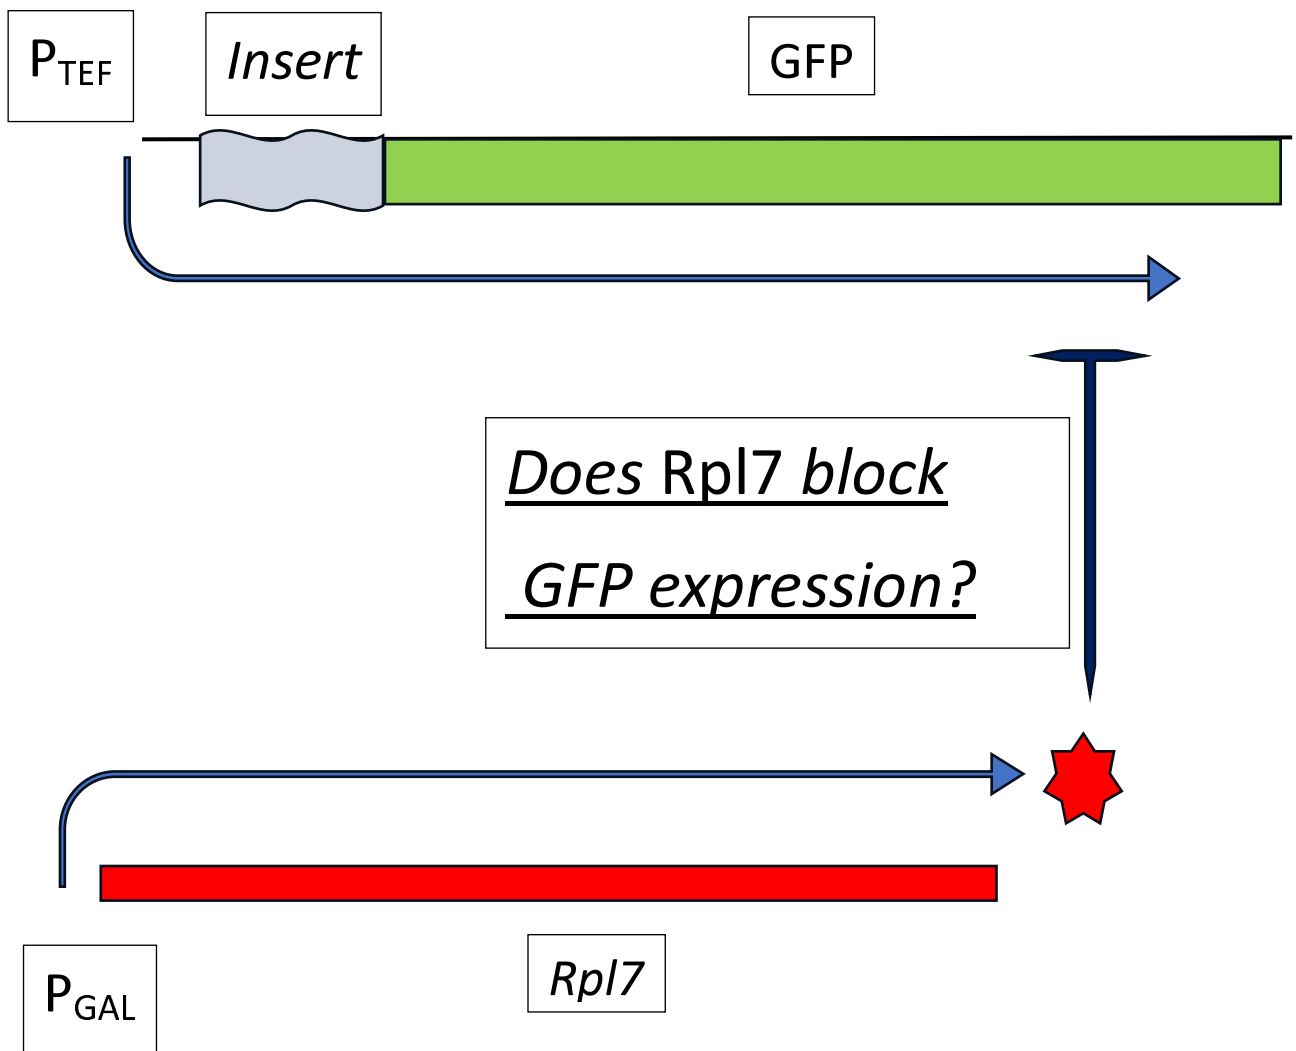 PTEF
Insert
GFP
Does Rpl7 block
GFP expression?
Rpl7
PGAL